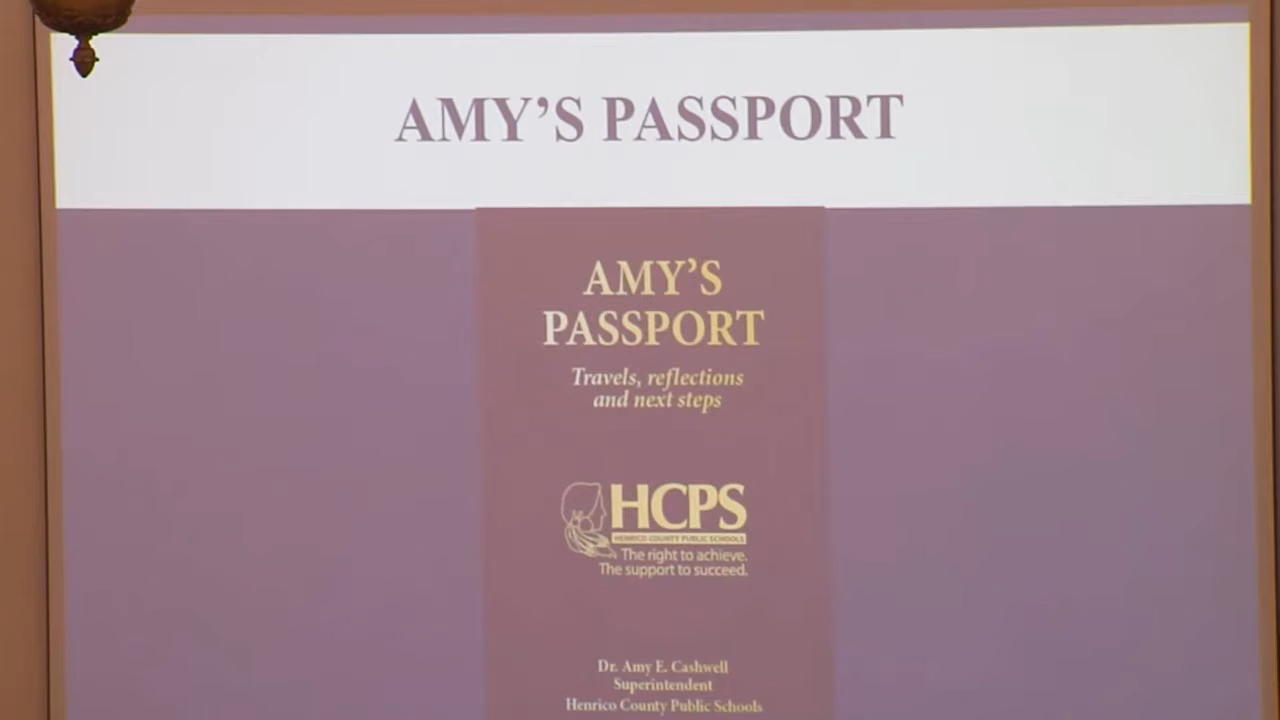 AMY’S PASSPORT
AMY’S
PASSPORT
Travels, reflections
and next steps
HCPS
HENRICO COUNTY PUBLIC SCHOOLS
The right to achieve.
The support to succeed.
Dr. Amy E. Cashwell
Superintendent
Henrico County Public Schools